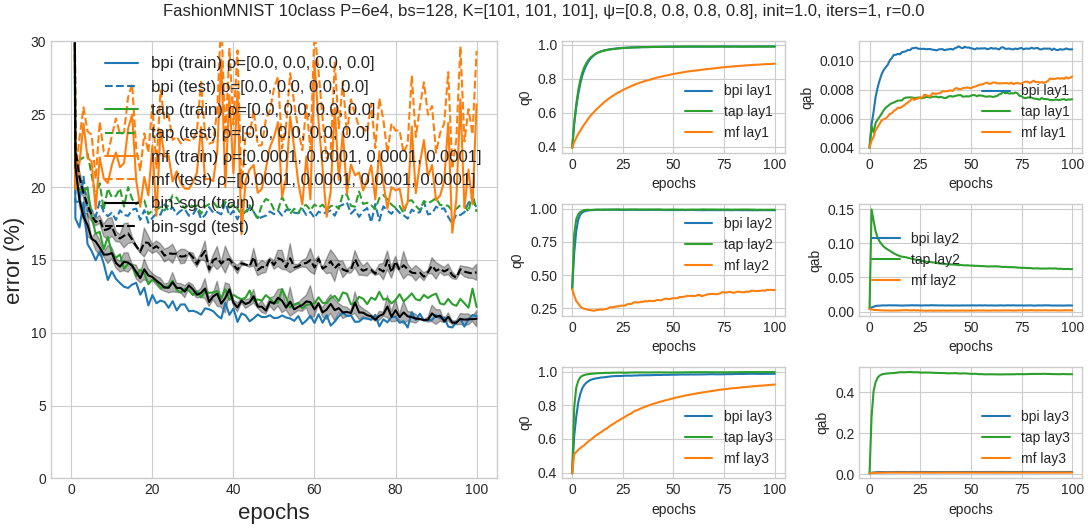 FashionMNIST 10class P=6e4, bs=128, K=[101, 101, 101], ψ=[0.8, 0.8, 0.8, 0.8], init=1.0, iters=1, r=0.0
error (%)
30
25
20
15
10
5
0
bpi (train) ρ=[0.0, 0.0, 0.0, 0.0]
bpi (test) ρ=[0.0, 0.0, 0.0, 0.0]
tap (train) ρ=[0.0, 0.0, 0.0, 0.0]
tap (test) ρ=[0.0, 0.0, 0.0, 0.0]
mf (train) ρ=[0.0001, 0.0001, 0.0001, 0.0001]
mf (test) ρ=[0.0001, 0.0001, 0.0001, 0.0001]
bin-sgd (train)
bin-sgd (test)
0 20 40 60 80 100
epochs
q0
1.0
0.8
0.6
0.4
bpi lay1
tap lay1
mf lay1
0 25 50 75 100
epochs
qab
0.010
0.008
0.006
0.004
bpi lay1
tap lay1
mf lay1
0 25 50 75 100
epochs
q0
1.00
0.75
0.50
0.25
bpi lay2
tap lay2
mf lay2
0 25 50 75 100
epochs
qab
0.15
0.10
0.05
0.00
bpi lay2
tap lay2
mf lay2
0 25 50 75 100
epochs
q0
1.0
0.8
0.6
0.4
bpi lay3
tap lay3
mf lay3
0 25 50 75 100
epochs
qab
0.4
0.2
0.0
bpi lay3
tap lay3
mf lay3
0 25 50 75 100
epochs